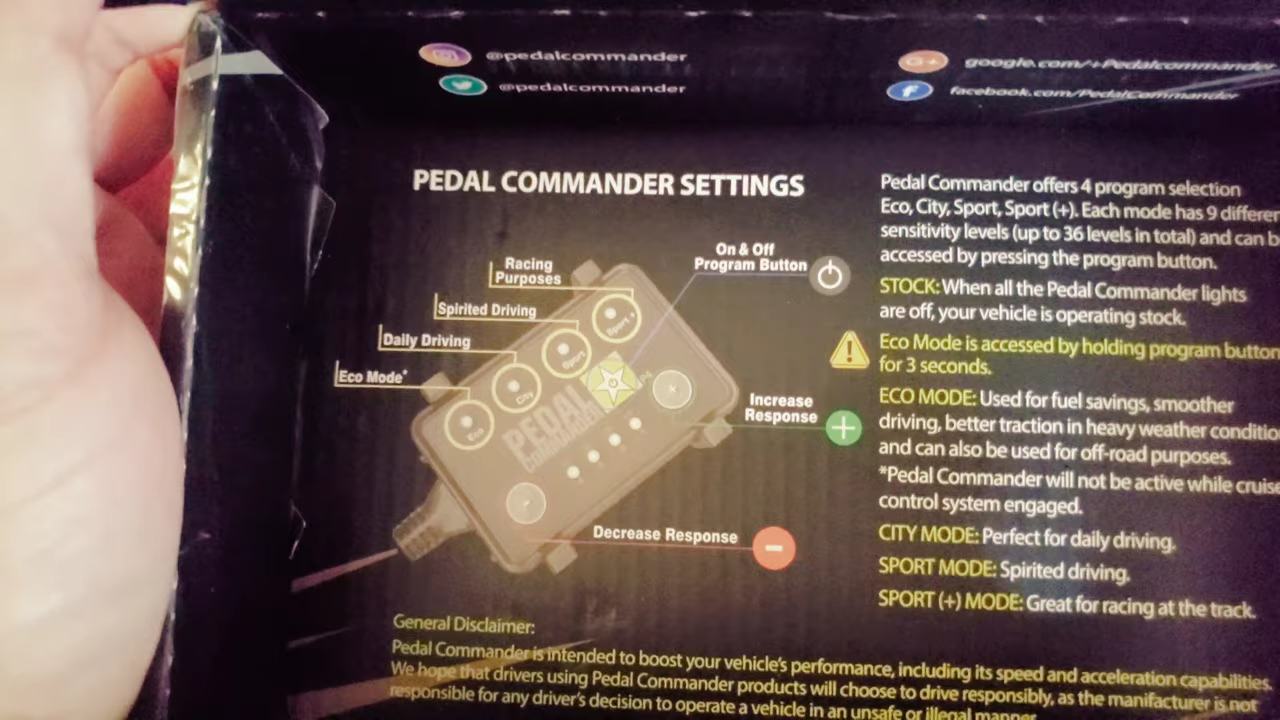 @pedalcommander
@pedalcommander
google.com/+Pedalcommander
facebook.com/PedalCommander
PEDAL COMMANDER SETTINGS
Racing
Purposes
Spirited Driving
Daily Driving
Eco Mode*
On & Off
Program Button
Increase
Response
Decrease Response
Sport +
Sport
City
Eco
PEDAL
COMMANDER
Pedal Commander offers 4 program selection
Eco, City, Sport, Sport (+). Each mode has 9
sensitivity levels (up to 36 levels in total) and can
accessed by pressing the program button.
STOCK: When all the Pedal Commander lights
are off, your vehicle is operating stock.
Eco Mode is accessed by holding program button
for 3 seconds.
ECO MODE: Used for fuel savings, smoother
driving, better traction in heavy weather
and can also be used for off-road purposes.
*Pedal Commander will not be active while cruise
control system engaged.
CITY MODE: Perfect for daily driving.
SPORT MODE: Spirited driving.
SPORT (+) MODE: Great for racing at the track.
General Disclaimer:
Pedal Commander is intended to boost your vehicle's performance, including its speed and acceleration capabilities.
We hope that drivers using Pedal Commander products will choose to drive responsibly, as the manifacturer is not
responsible for any driver's decision to operate a vehicle in an unsafe or illegal manner